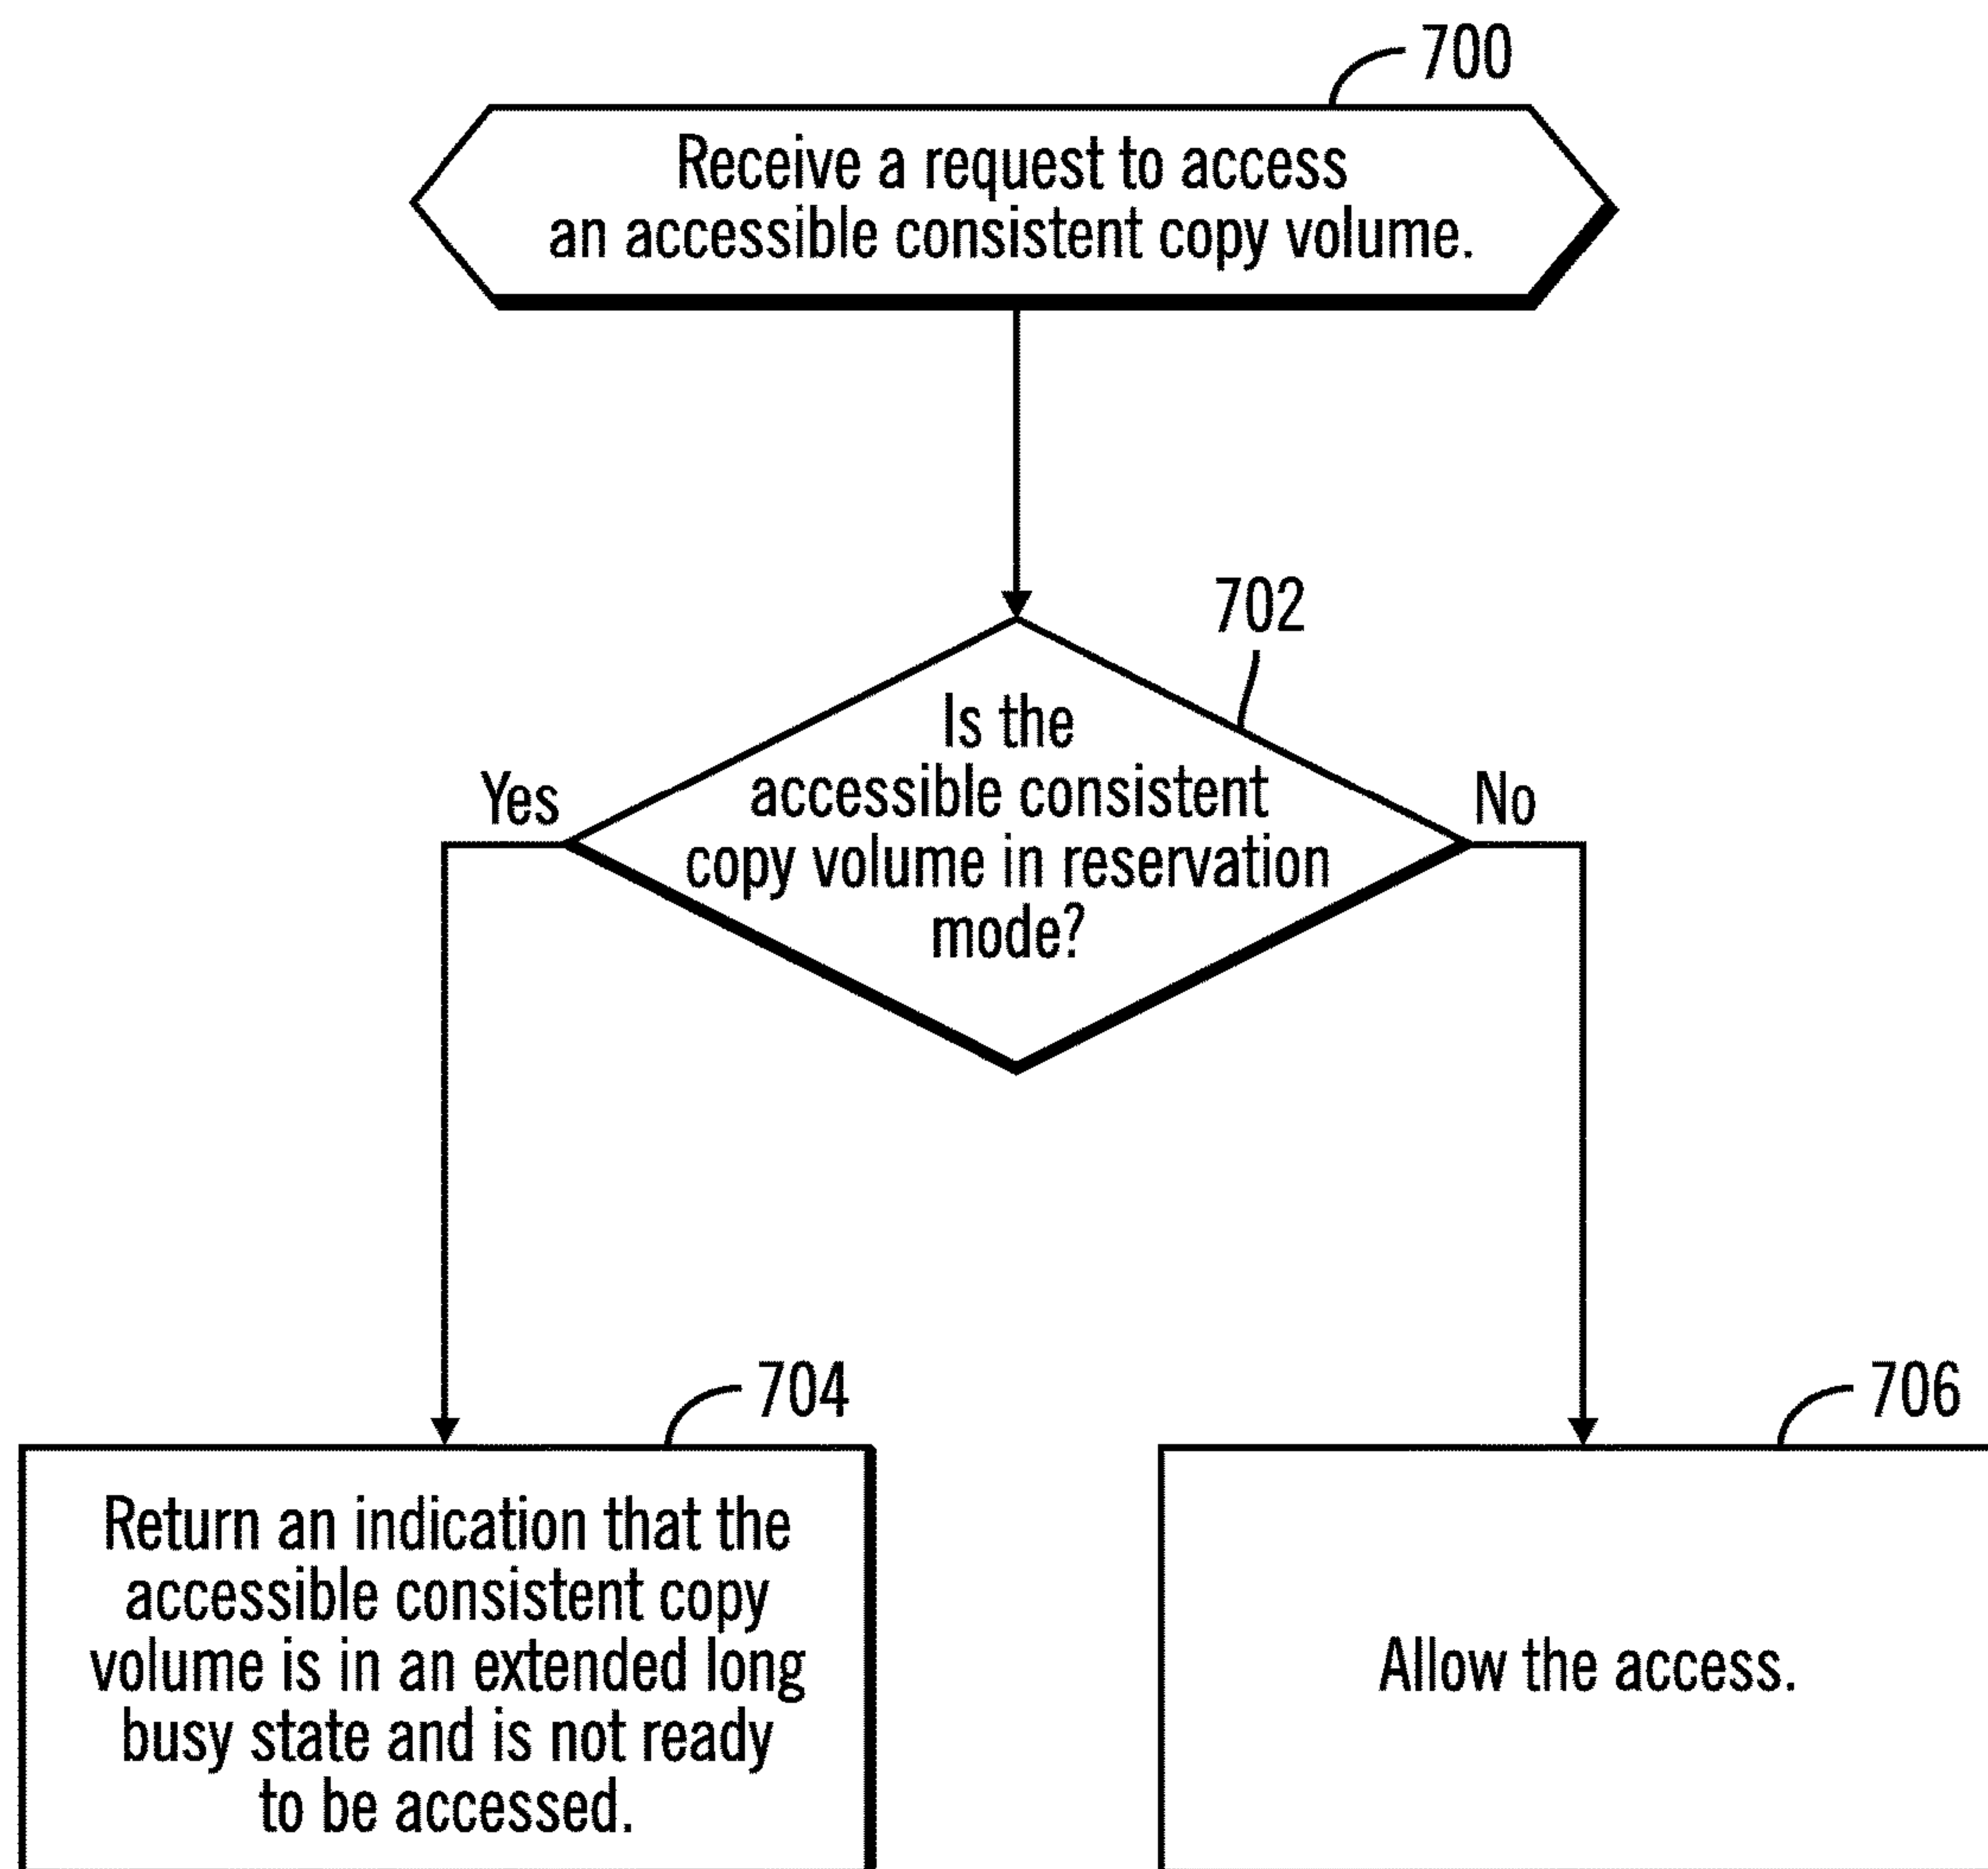 700
Receive a request to access
an accessible consistent copy volume.
702
Is the
accessible consistent
copy volume in reservation
mode?
Yes
No
704
Return an indication that the
accessible consistent copy
volume is in an extended long
busy state and is not ready
to be accessed.
706
Allow the access.